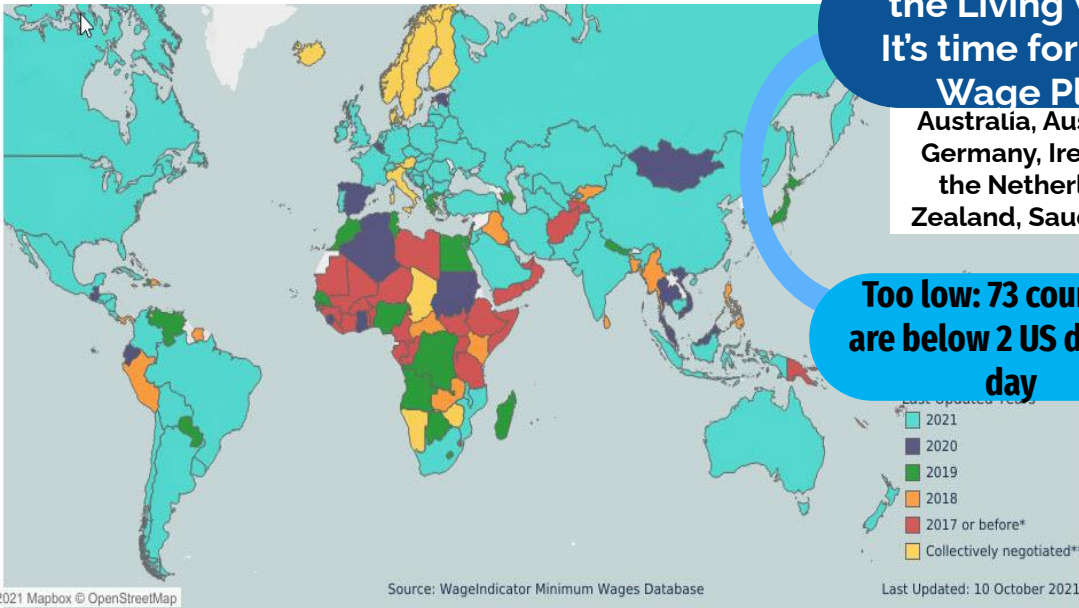 the Living
It's time for
Wage Pl
Australia, Aus
Germany, Ire
the Netherl
Zealand, Saud
Too low: 73 cour
are below 2 US d
day
2021
2020
2019
2018
2017 or before*
Collectively negotiated*
Source: WageIndicator Minimum Wages Database
Last Updated: 10 October 2021
2021 Mapbox © OpenStreetMap